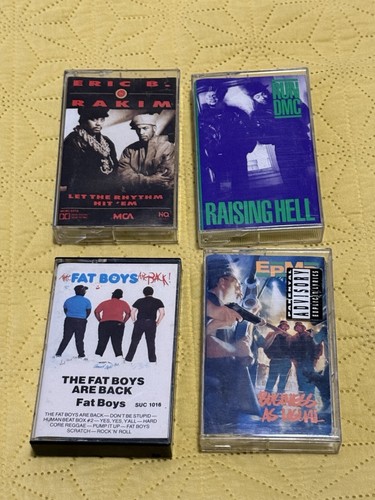 ERIC B.
RAKIM
LET THE RHYTHM
HIT 'EM
MCA
HQ
RUN
DMC
RAISING HELL
THE FAT BOYS ARE BACK!
THE FAT BOYS
ARE BACK
Fat Boys
SUC 1016
THE FAT BOYS ARE BACK — DON'T BE STUPID —
HUMAN BEAT BOX #2 — YES, YES, Y'ALL — HARD
CORE REGGAE — PUMP IT UP — FAT BOYS
SCRATCH — ROCK 'N' ROLL
EPMD
PARENTAL
ADVISORY
EXPLICIT LYRICS
BUSINESS
AS USUAL